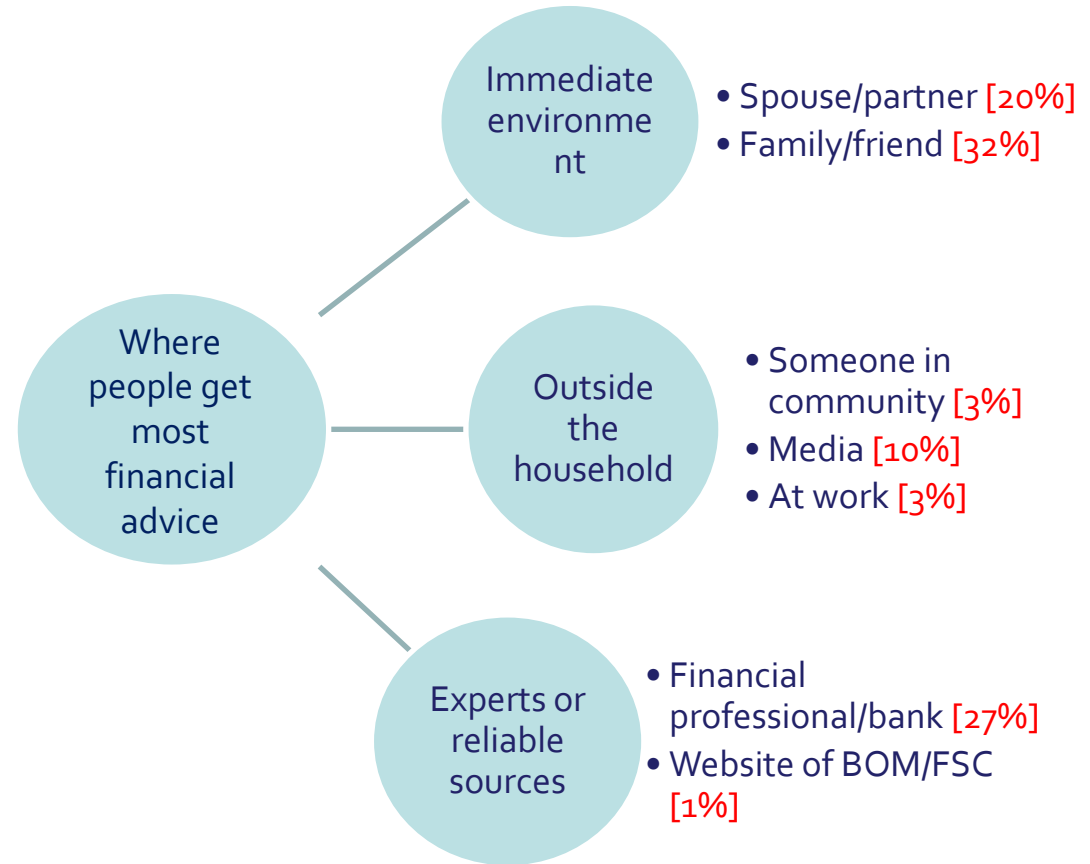 Where
people get
most
financial
advice
Immediate
environme
nt
• Spouse/partner [20%]
• Family/friend [32%]
Outside
the
household
• Someone in
community [3%]
• Media [10%]
• At work [3%]
Experts or
reliable
sources
• Financial
professional/bank [27%]
• Website of BOM/FSC
[1%]